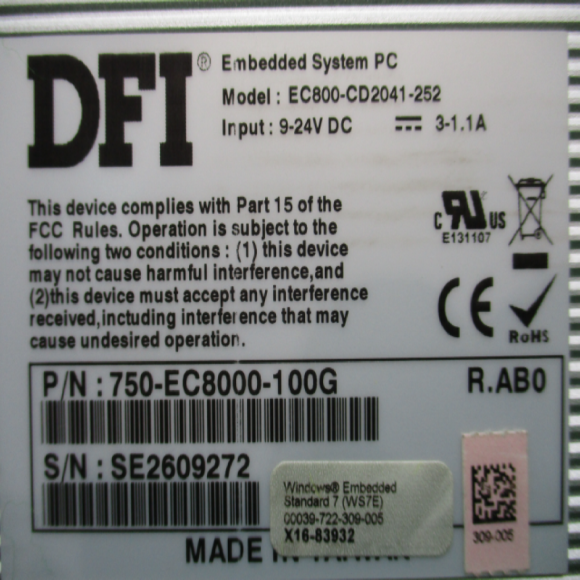 DFI® Embedded System PC
Model : EC800-CD2041-252
Input : 9-24V DC 3-1.1A
This device complies with Part 15 of the
FCC Rules. Operation is subject to the
following two conditions : (1) this device
may not cause harmful interference,and
(2)this device must accept any interference
received,including interference that may
cause undesired operation.
c UL US
E131107
CE
RoHS
P/N : 750-EC8000-100G R.AB0
S/N : SE2609272
Windows® Embedded
Standard 7 (WS7E)
00039-722-309-005
X16-83932
309-005
MADE IN